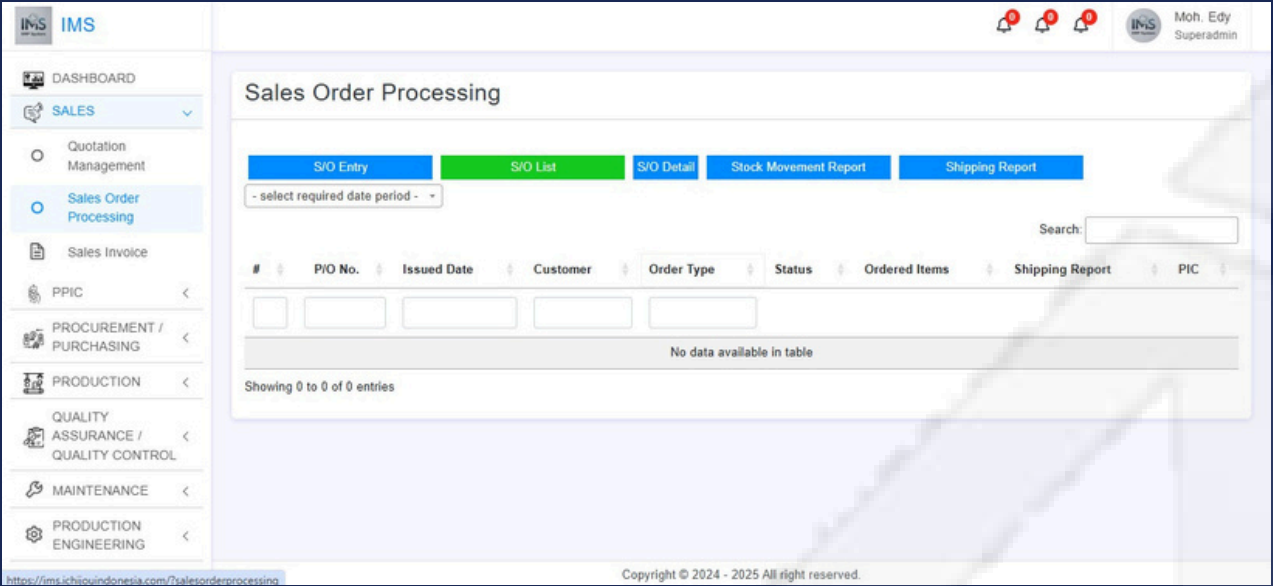 IMS
IMS
0
0
0
IMS
Moh. Edy
Superadmin
DASHBOARD
SALES
Quotation
Management
Sales Order
Processing
Sales Invoice
PPIC
PROCUREMENT /
PURCHASING
PRODUCTION
QUALITY
ASSURANCE /
QUALITY CONTROL
MAINTENANCE
PRODUCTION
ENGINEERING
Sales Order Processing
S/O Entry
S/O List
S/O Detail
Stock Movement Report
Shipping Report
- select required date period -
Search:
# P/O No. Issued Date Customer Order Type Status Ordered Items Shipping Report PIC
No data available in table
Showing 0 to 0 of 0 entries
Copyright © 2024 - 2025 All right reserved.
https://ims.ichijouindonesia.com/?salesorderprocessing